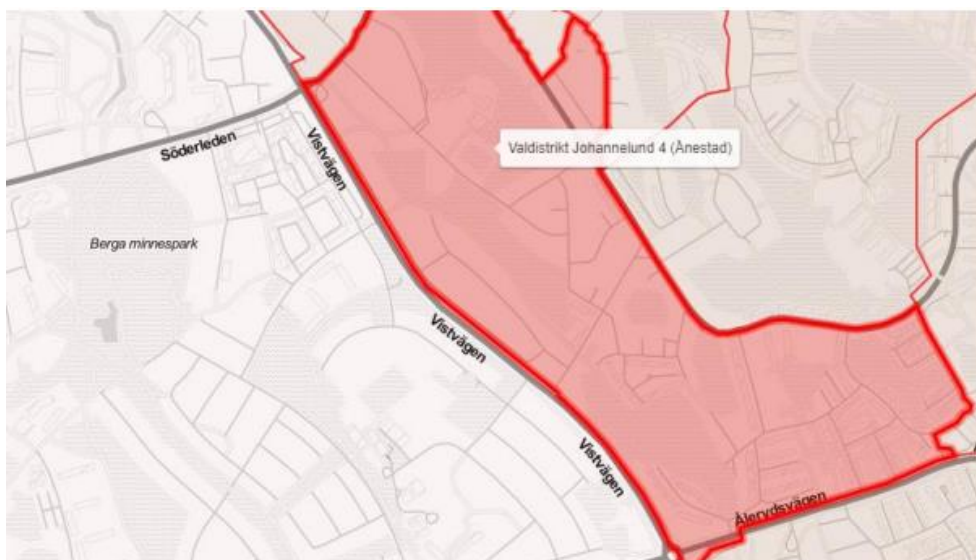 Söderleden
Vistvägen
Valdistrikt Johannelund 4 (Ånestad)
Berga minnespark
Vistvägen
Vistvägen
Ålerydsvägen